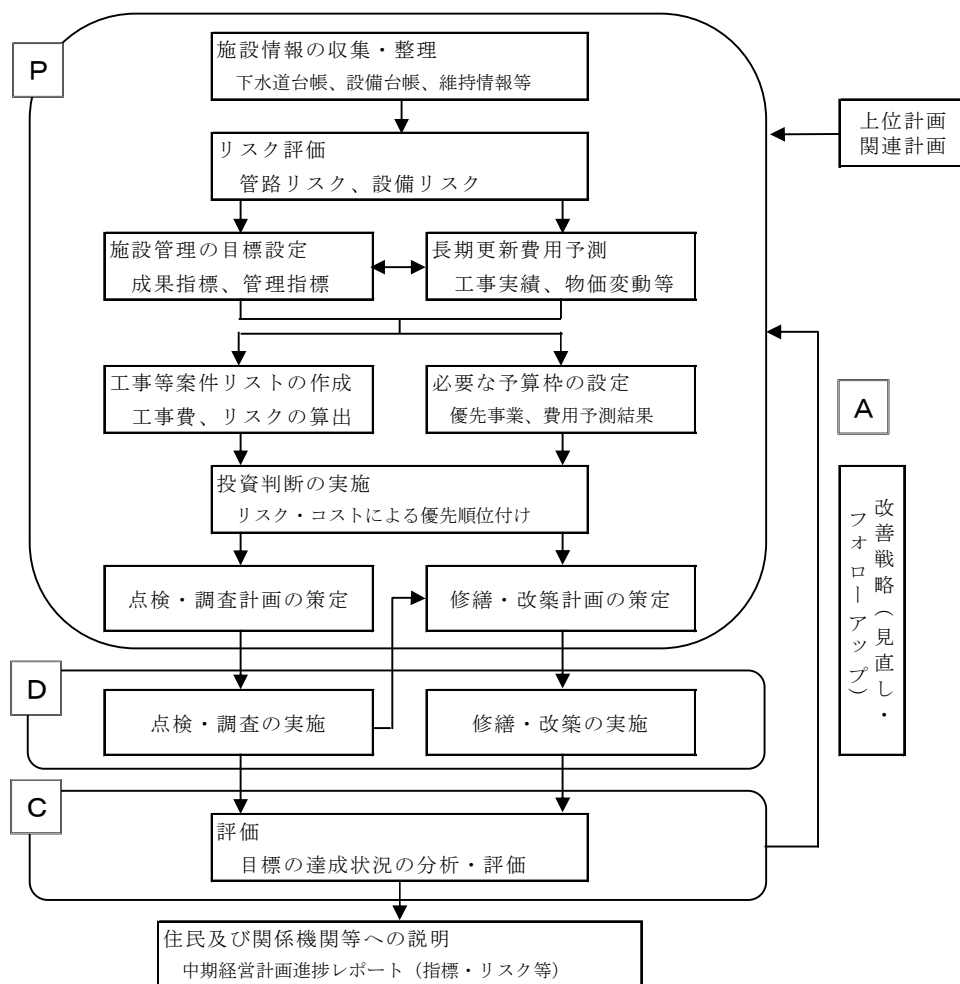 P
施設情報の収集・整理
下水道台帳、設備台帳、維持情報等
上位計画
関連計画
リスク評価
管路リスク、設備リスク
施設管理の目標設定
成果指標、管理指標
長期更新費用予測
工事実績、物価変動等
工事等案件リストの作成
工事費、リスクの算出
必要な予算枠の設定
優先事業、費用予測結果
A
投資判断の実施
リスク・コストによる優先順位付け
改善戦略(見直し・
フォローアップ)
点検・調査計画の策定
修繕・改築計画の策定
D
点検・調査の実施
修繕・改築の実施
C
評価
目標の達成状況の分析・評価
住民及び関係機関等への説明
中期経営計画進捗レポート(指標・リスク等)